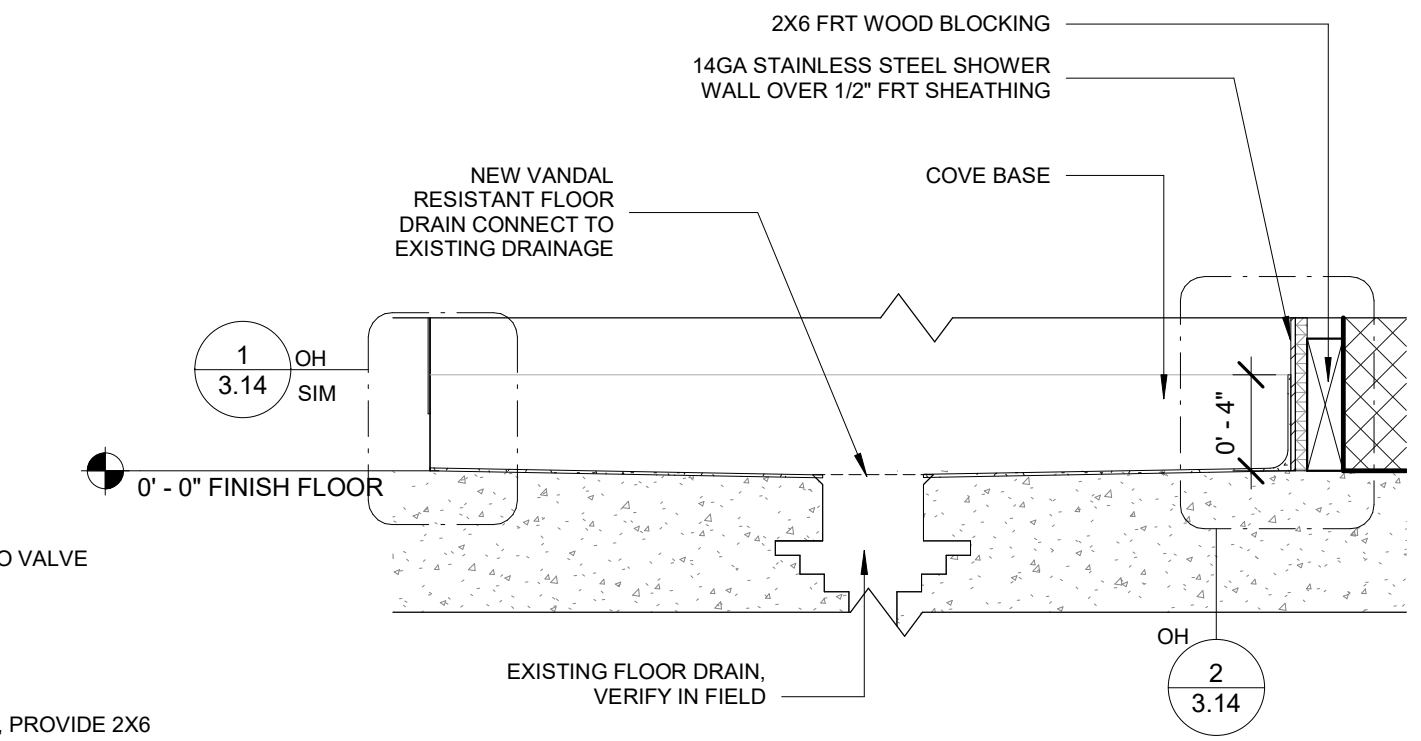 2X6 FRT WOOD BLOCKING
14GA STAINLESS STEEL SHOWER
WALL OVER 1/2" FRT SHEATHING
NEW VANDAL
RESISTANT FLOOR
DRAIN CONNECT TO
EXISTING DRAINAGE
COVE BASE
1
3.14
OH
SIM
0' - 4"
0' - 0" FINISH FLOOR
O VALVE
EXISTING FLOOR DRAIN,
VERIFY IN FIELD
OH
2
3.14
, PROVIDE 2X6